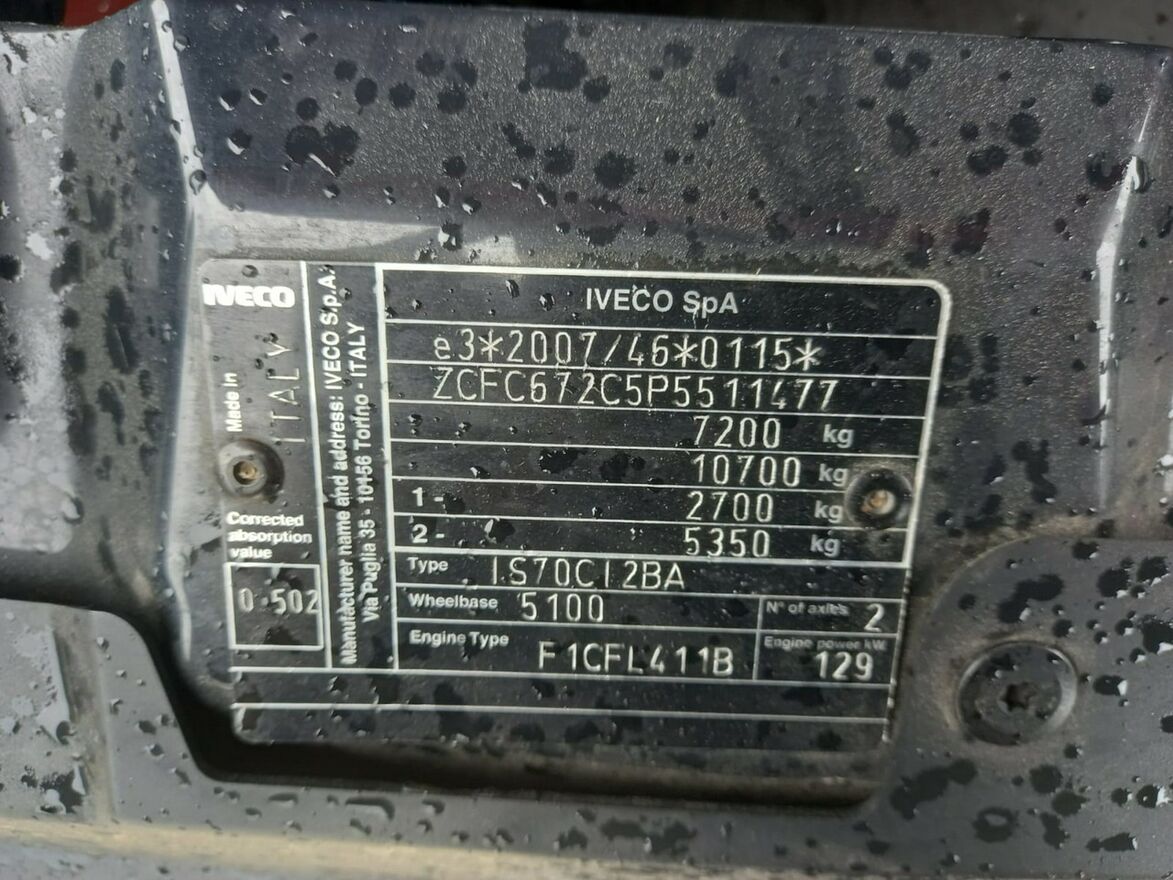 IVECO
Made in
ITALY
Corrected
absorption
value
0.502
Manufacturer name and address: IVECO S.p.A.
Via Puglia 35 - 10156 Torino - ITALY
IVECO SpA
e3*2007/46*0115*
ZCFC672C5P5511477
7200 kg
10700 kg
1- 2700 kg
2- 5350 kg
Type IS70CI2BA
Wheelbase 5100
N° of axles 2
Engine Type F1CFL411B
Engine power kW 129